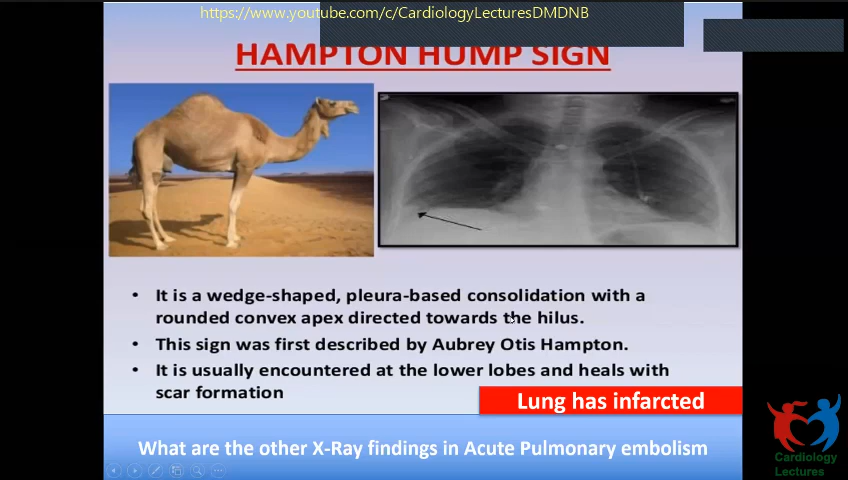 https://www.youtube.com/c/CardiologyLecturesDMDNB
HAMPTON HUMP SIGN
• It is a wedge-shaped, pleura-based consolidation with a
rounded convex apex directed towards the hilus.
• This sign was first described by Aubrey Otis Hampton.
• It is usually encountered at the lower lobes and heals with
scar formation
Lung has infarcted
What are the other X-Ray findings in Acute Pulmonary embolism
Cardiology
Lectures